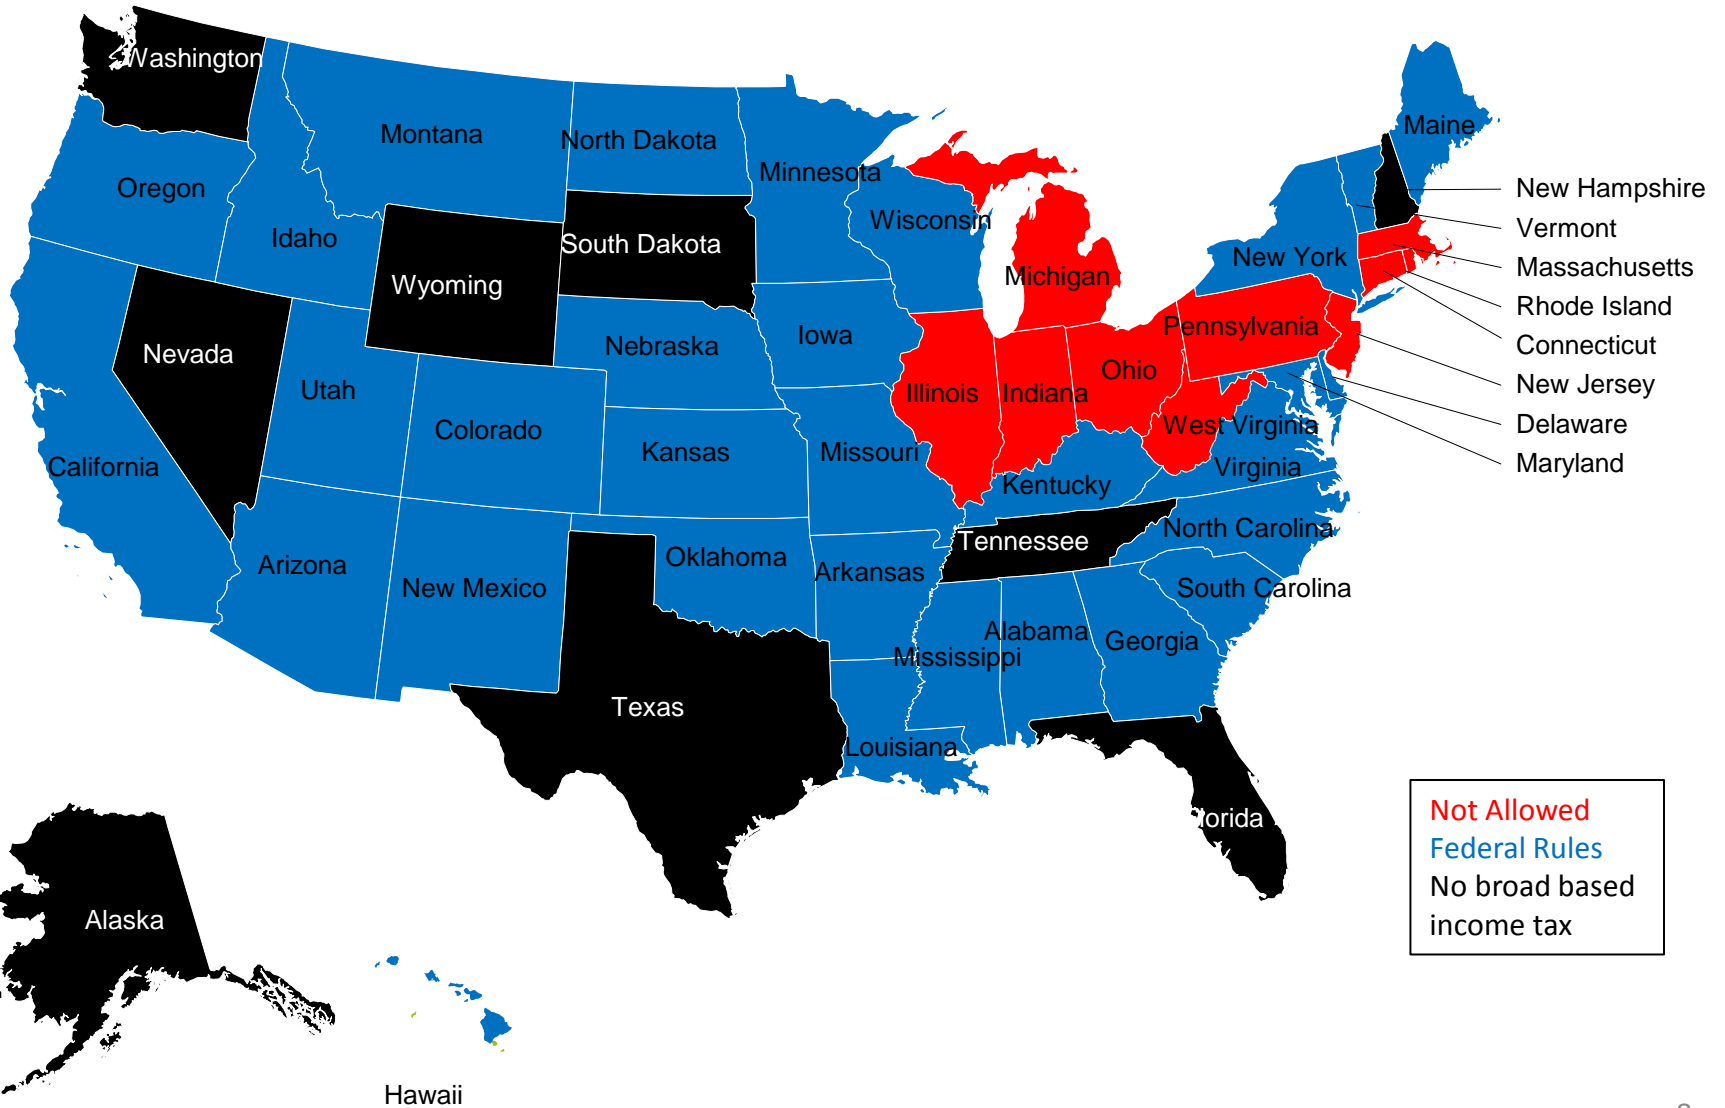 Washington
Montana
North Dakota
Minnesota
Maine
Oregon
Idaho
Wyoming
South Dakota
Wisconsin
Michigan
New York
New Hampshire
Vermont
Massachusetts
Rhode Island
Connecticut
New Jersey
Delaware
Maryland
Nevada
Utah
Nebraska
Iowa
Illinois
Indiana
Ohio
Pennsylvania
California
Colorado
Kansas
Missouri
West Virginia
Virginia
Kentucky
Arizona
New Mexico
Oklahoma
Arkansas
Tennessee
North Carolina
South Carolina
Mississippi
Alabama
Georgia
Texas
Louisiana
lorida
Alaska
Hawaii
Not Allowed
Federal Rules
No broad based
income tax